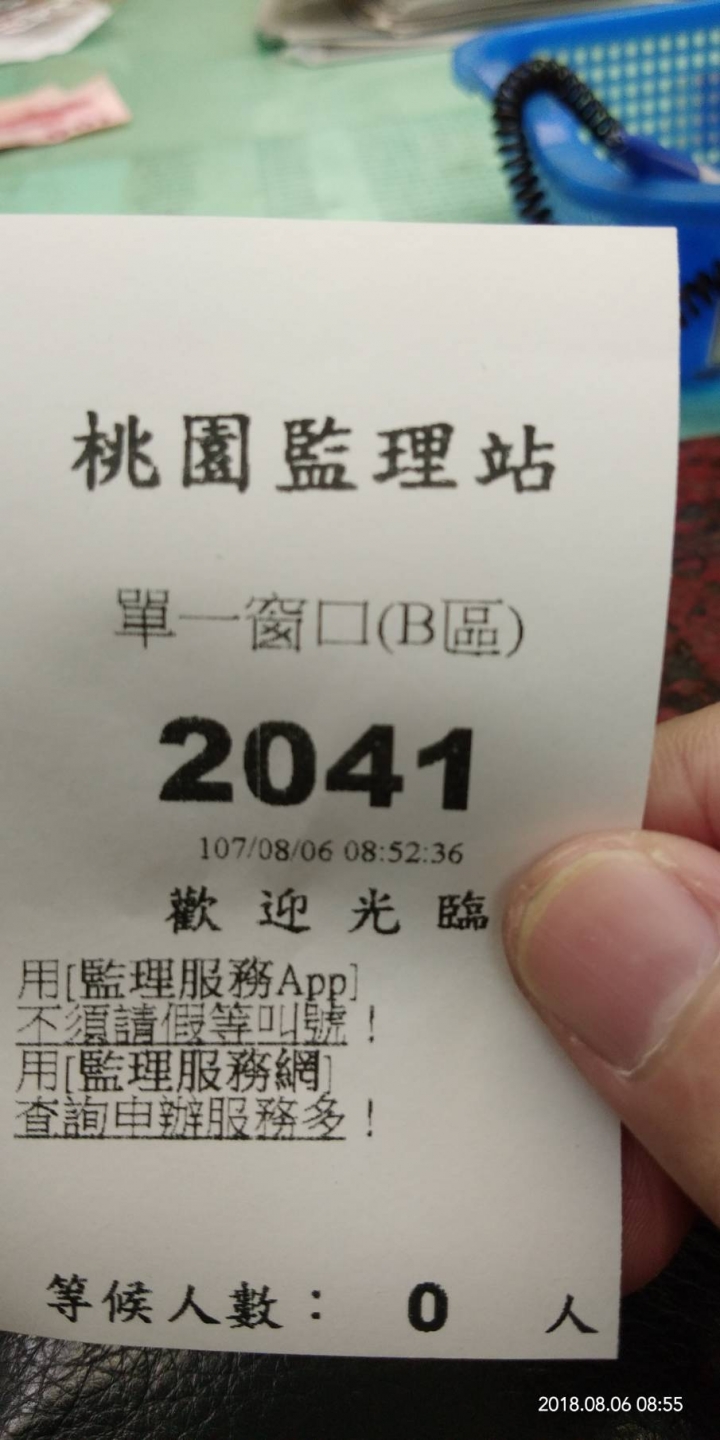 桃園監理站
單一窗口(B區)
2041
107/08/06 08:52:36
歡迎光臨
用[監理服務App]
不須請假等叫號！
用[監理服務網]
查詢申辦服務多！
等候人數： 0 人
2018.08.06 08:55